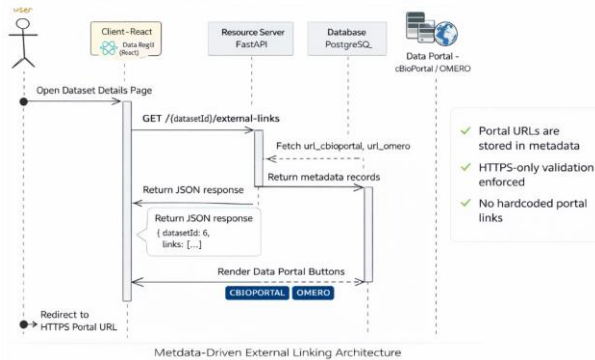 user
Client-React
Data RegUI
(React)
Resource Server
FastAPI
Database
PostgreSQ_
Data Portal -
cBioPortal / OMERO
Open Dataset Details Page
GET /{datasetId}/external-links
Fetch url_cbioportal, url_omero
Return metadata records
Return JSON response
Return JSON response
{ datasetId: 6,
links: [...]
Render Data Portal Buttons
CBIOPORTAL
OMERO
Redirect to
HTTPS Portal URL
✓ Portal URLs are
stored in metadata
✓ HTTPS-only validation
enforced
✓ No hardcoded portal
links
Metdata-Driven External Linking Architecture